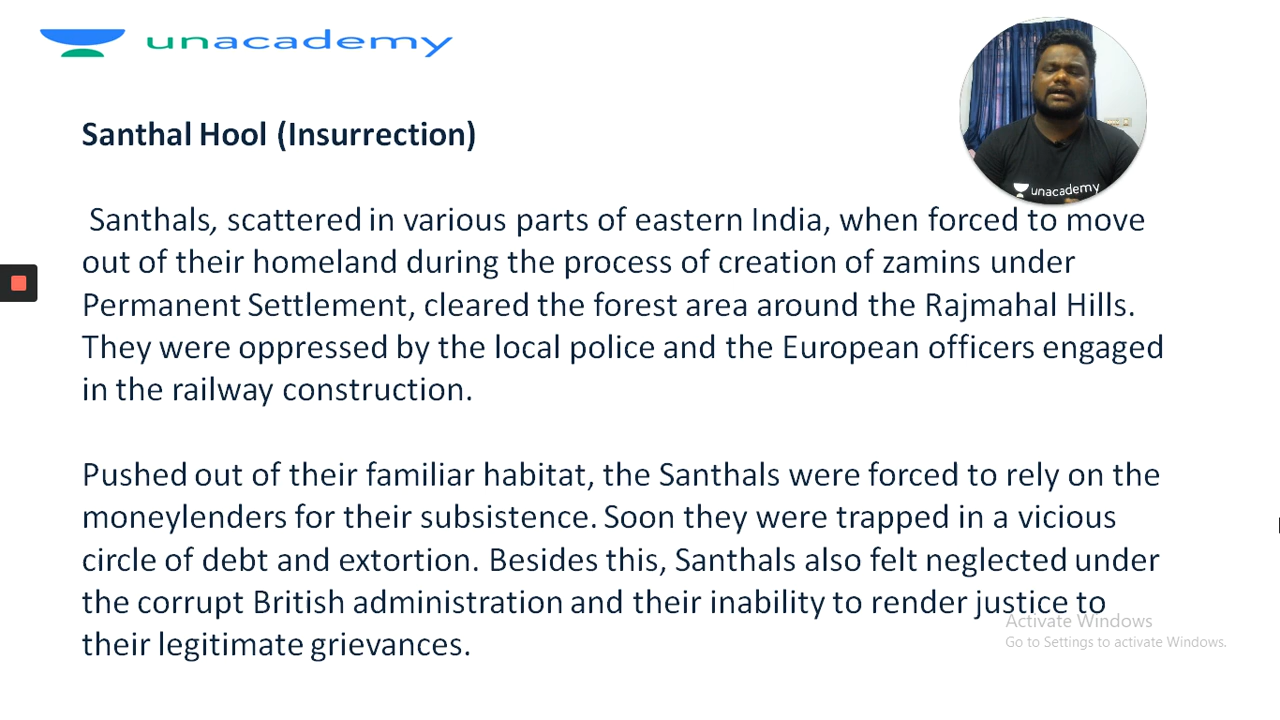 unacademy
Santhal Hool (Insurrection)
unacademy
Santhals, scattered in various parts of eastern India, when forced to move
out of their homeland during the process of creation of zamins under
Permanent Settlement, cleared the forest area around the Rajmahal Hills.
They were oppressed by the local police and the European officers engaged
in the railway construction.
Pushed out of their familiar habitat, the Santhals were forced to rely on the
moneylenders for their subsistence. Soon they were trapped in a vicious
circle of debt and extortion. Besides this, Santhals also felt neglected under
the corrupt British administration and their inability to render justice to
their legitimate grievances.
Activate Windows
Go to Settings to activate Windows.